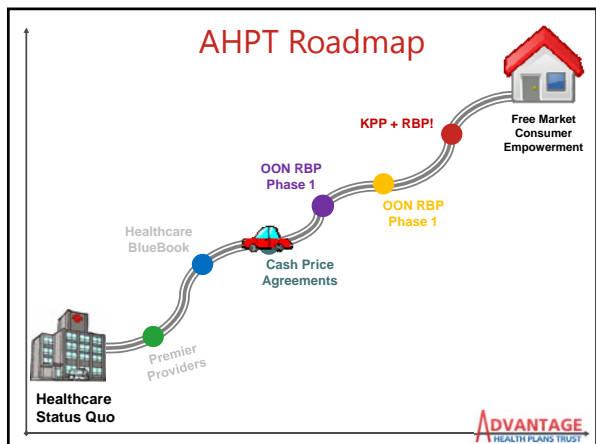 AHPT Roadmap
Free Market
Consumer
Empowerment
KPP + RBP!
OON RBP
Phase 1
OON RBP
Phase 1
Healthcare
BlueBook
Cash Price
Agreements
Premier
Providers
Healthcare
Status Quo
ADVANTAGE
HEALTH PLANS TRUST